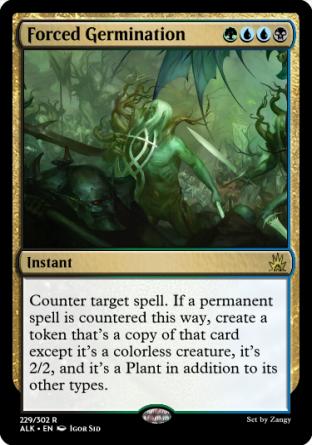 Forced Germination
Instant
Counter target spell. If a permanent
spell is countered this way, create a
token that's a copy of that card
except it's a colorless creature, it's
2/2, and it's a Plant in addition to its
other types.
229/302 R
Set by Zangy
ALK • EN Igor Sid